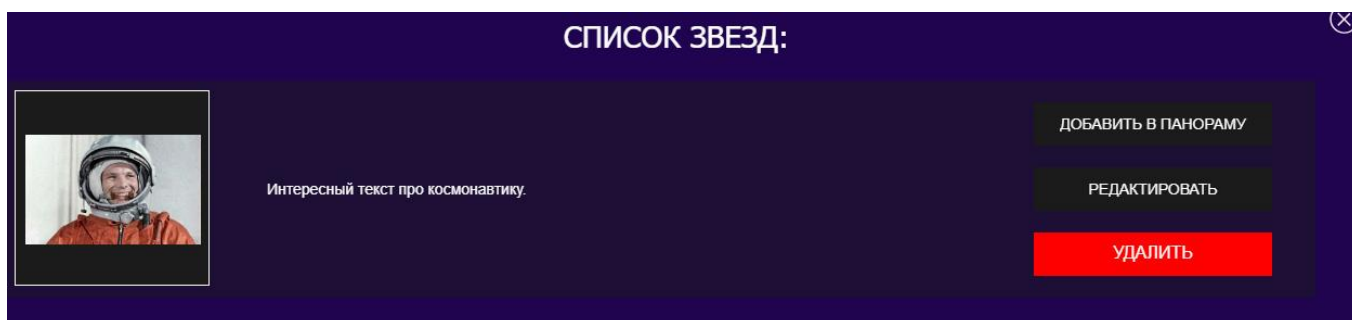 СПИСОК ЗВЕЗД:
ДОБАВИТЬ В ПАНОРАМУ
Интересный текст про космонавтику.
РЕДАКТИРОВАТЬ
УДАЛИТЬ